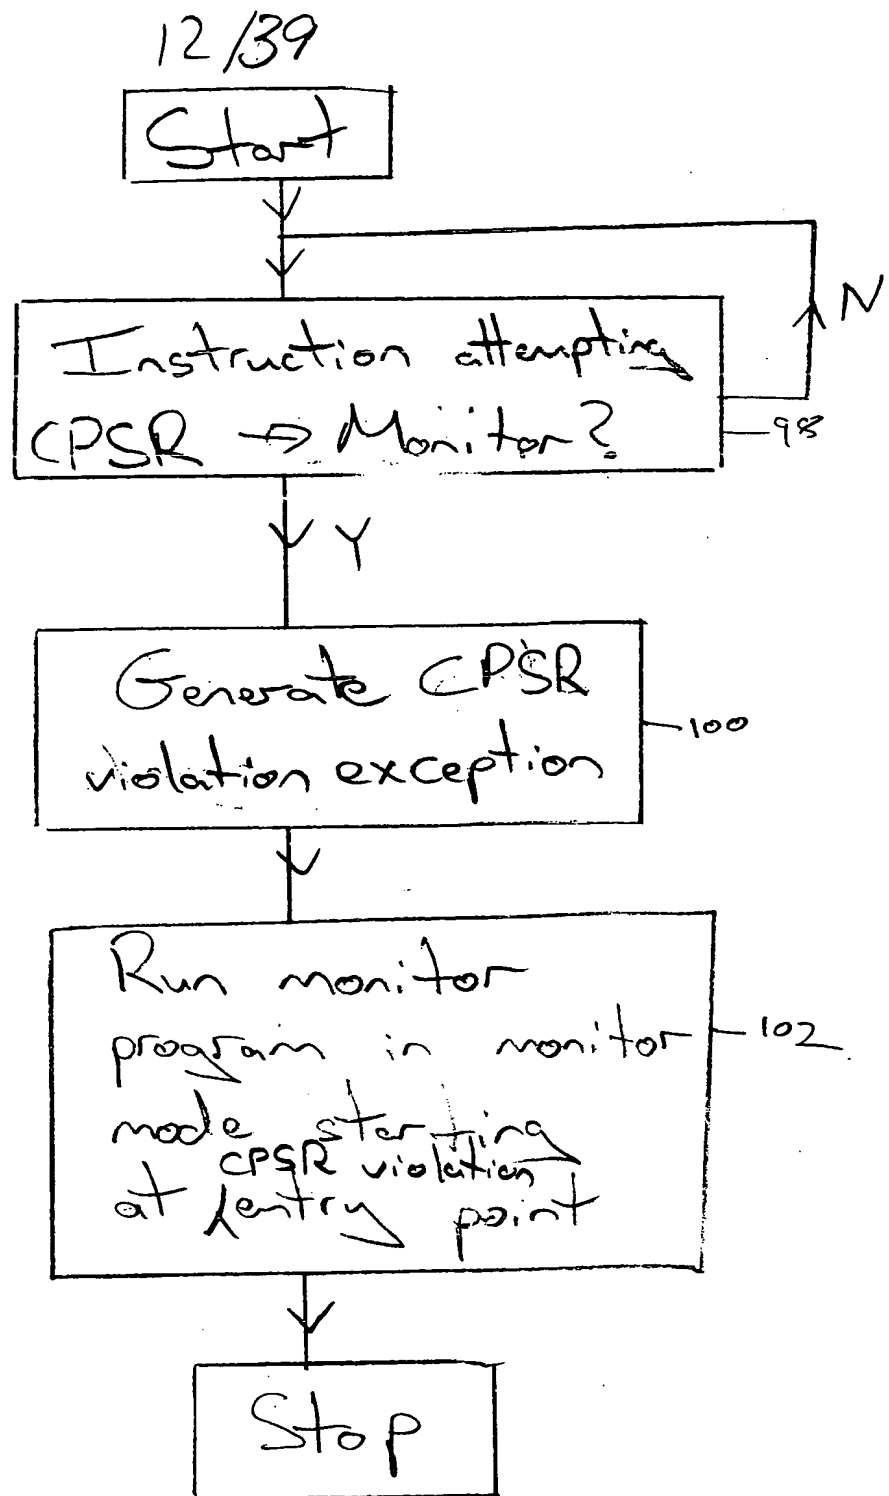 12/39
Start
N
Instruction attempting
CPSR → Monitor?
98
Y
Generate CPSR
violation exception
100
Run monitor
program in monitor
102
mode starting
CPSR violation
at entry point
Stop